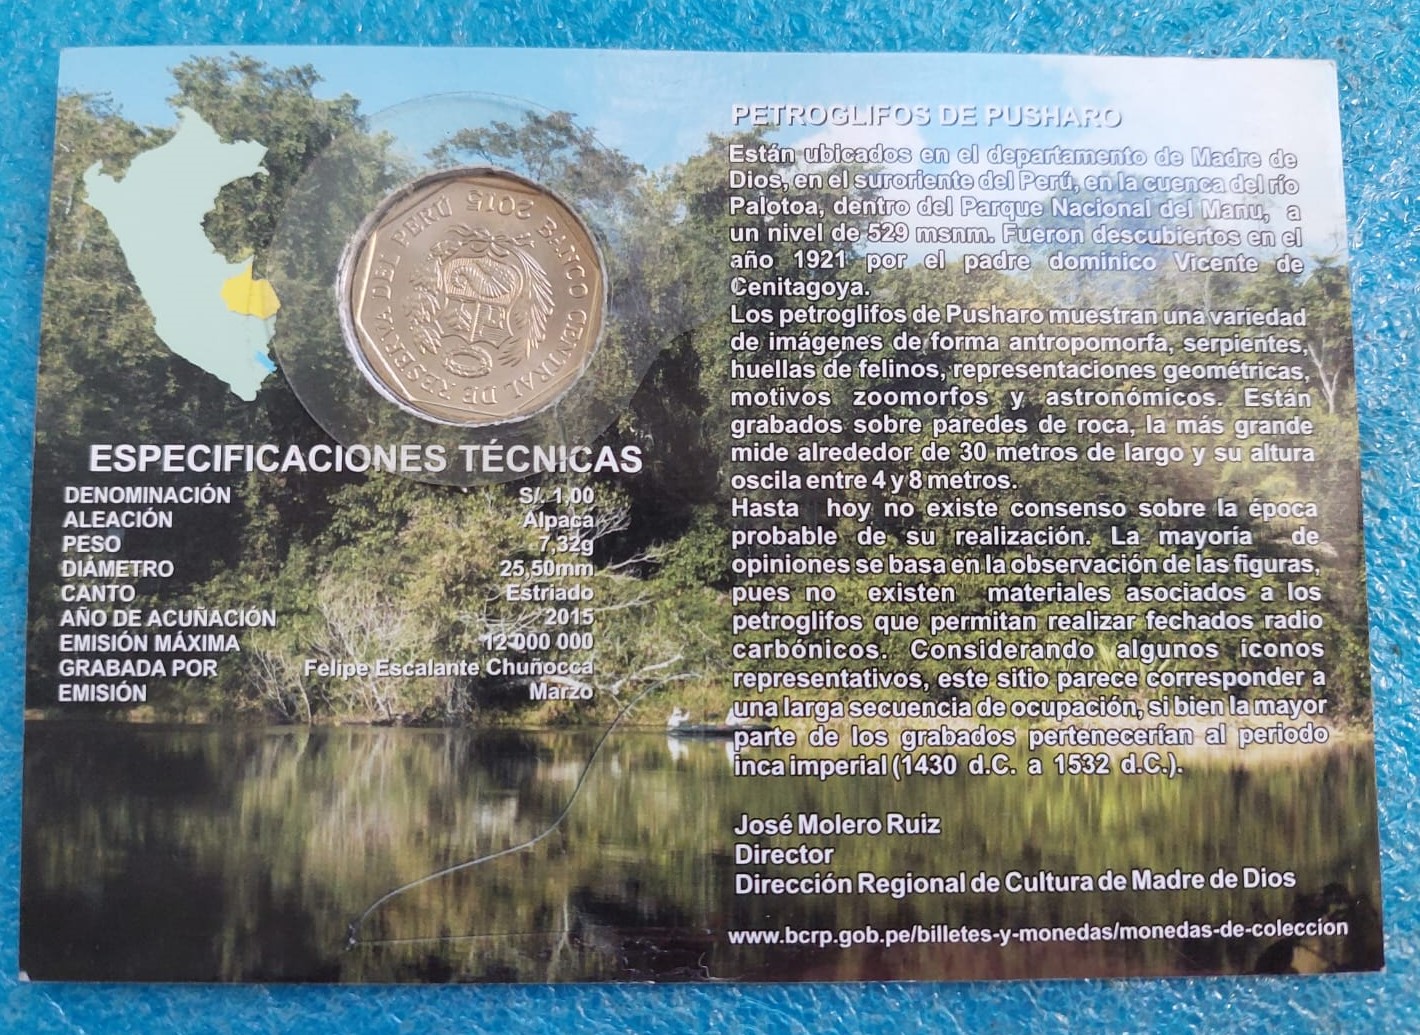 BANCO CENTRAL DE RESERVA DEL PERÚ 2015
ESPECIFICACIONES TÉCNICAS
DENOMINACIÓN S/. 1,00
ALEACIÓN Alpaca
PESO 7,32g
DIÁMETRO 25,50mm
CANTO Estriado
AÑO DE ACUÑACIÓN 2015
EMISIÓN MÁXIMA 12 000 000
GRABADA POR Felipe Escalante Chuñocca
EMISIÓN Marzo
PETROGLIFOS DE PUSHARO
Están ubicados en el departamento de Madre de
Dios, en el suroriente del Perú, en la cuenca del río
Palotoa, dentro del Parque Nacional del Manu, a
un nivel de 529 msnm. Fueron descubiertos en el
año 1921 por el padre dominico Vicente de
Cenitagoya.
Los petroglifos de Pusharo muestran una variedad
de imágenes de forma antropomorfa, serpientes,
huellas de felinos, representaciones geométricas,
motivos zoomorfos y astronómicos. Están
grabados sobre paredes de roca, la más grande
mide alrededor de 30 metros de largo y su altura
oscila entre 4 y 8 metros.
Hasta hoy no existe consenso sobre la época
probable de su realización. La mayoría de
opiniones se basa en la observación de las figuras,
pues no existen materiales asociados a los
petroglifos que permitan realizar fechados radio
carbónicos. Considerando algunos íconos
representativos, este sitio parece corresponder a
una larga secuencia de ocupación, si bien la mayor
parte de los grabados pertenecerían al periodo
inca imperial (1430 d.C. a 1532 d.C.).
José Molero Ruiz
Director
Dirección Regional de Cultura de Madre de Dios
www.bcrp.gob.pe/billetes-y-monedas/monedas-de-coleccion